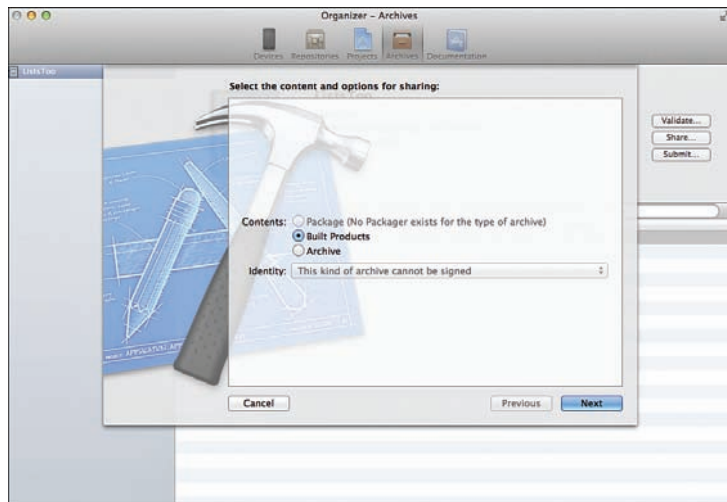 Organizer – Archives
Devices Repositories Projects Archives Documentation
ListsToo
Select the content and options for sharing:
Validate...
Share...
Submit...
Contents: Package (No Packager exists for the type of archive)
Built Products
Archive
Identity: This kind of archive cannot be signed
Cancel Previous Next